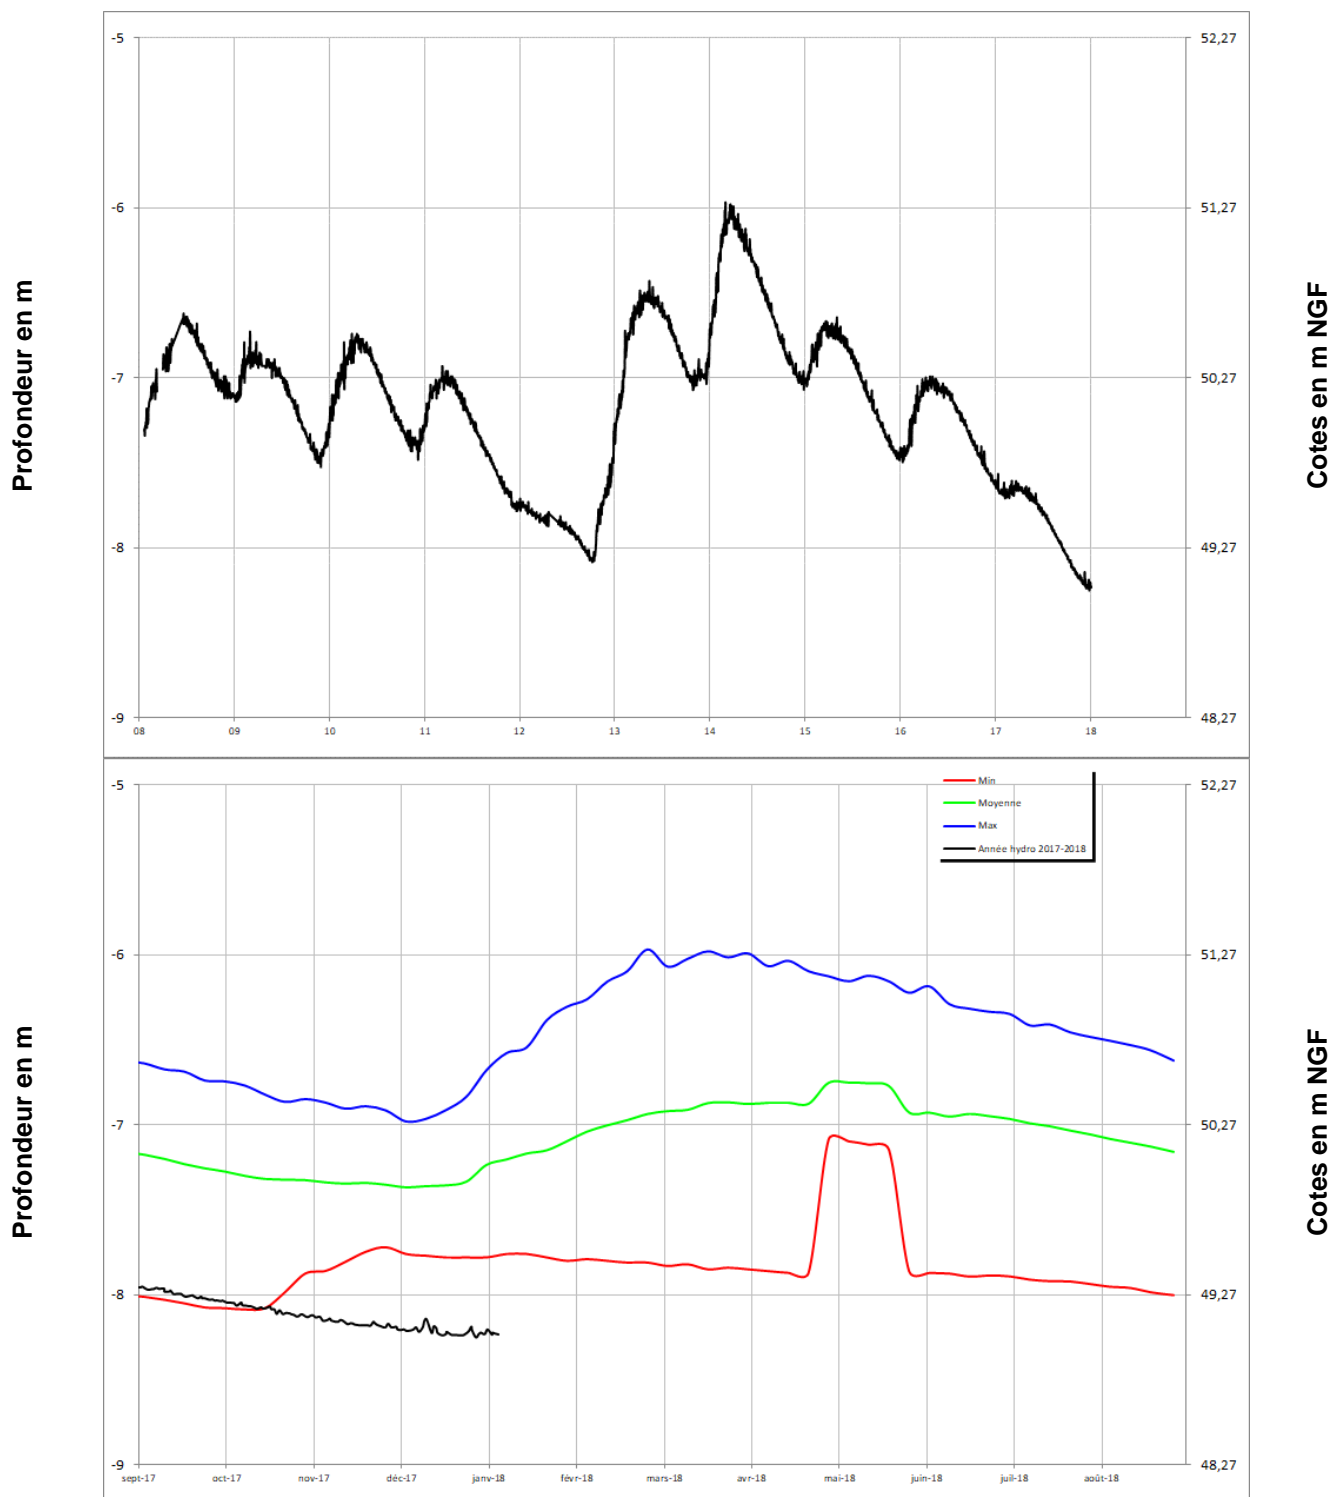 -5
52,27
-6
51,27
Profondeur en m
Cotes en m NGF
-7
50,27
-8
49,27
-9
48,27
08 09 10 11 12 13 14 15 16 17 18
-5
52,27
Min
Moyenne
Max
Année hydro 2017-2018
-6
51,27
Profondeur en m
Cotes en m NGF
-7
50,27
-8
49,27
-9
48,27
sept-17 oct-17 nov-17 déc-17 janv-18 févr-18 mars-18 avr-18 mai-18 juin-18 juil-18 août-18